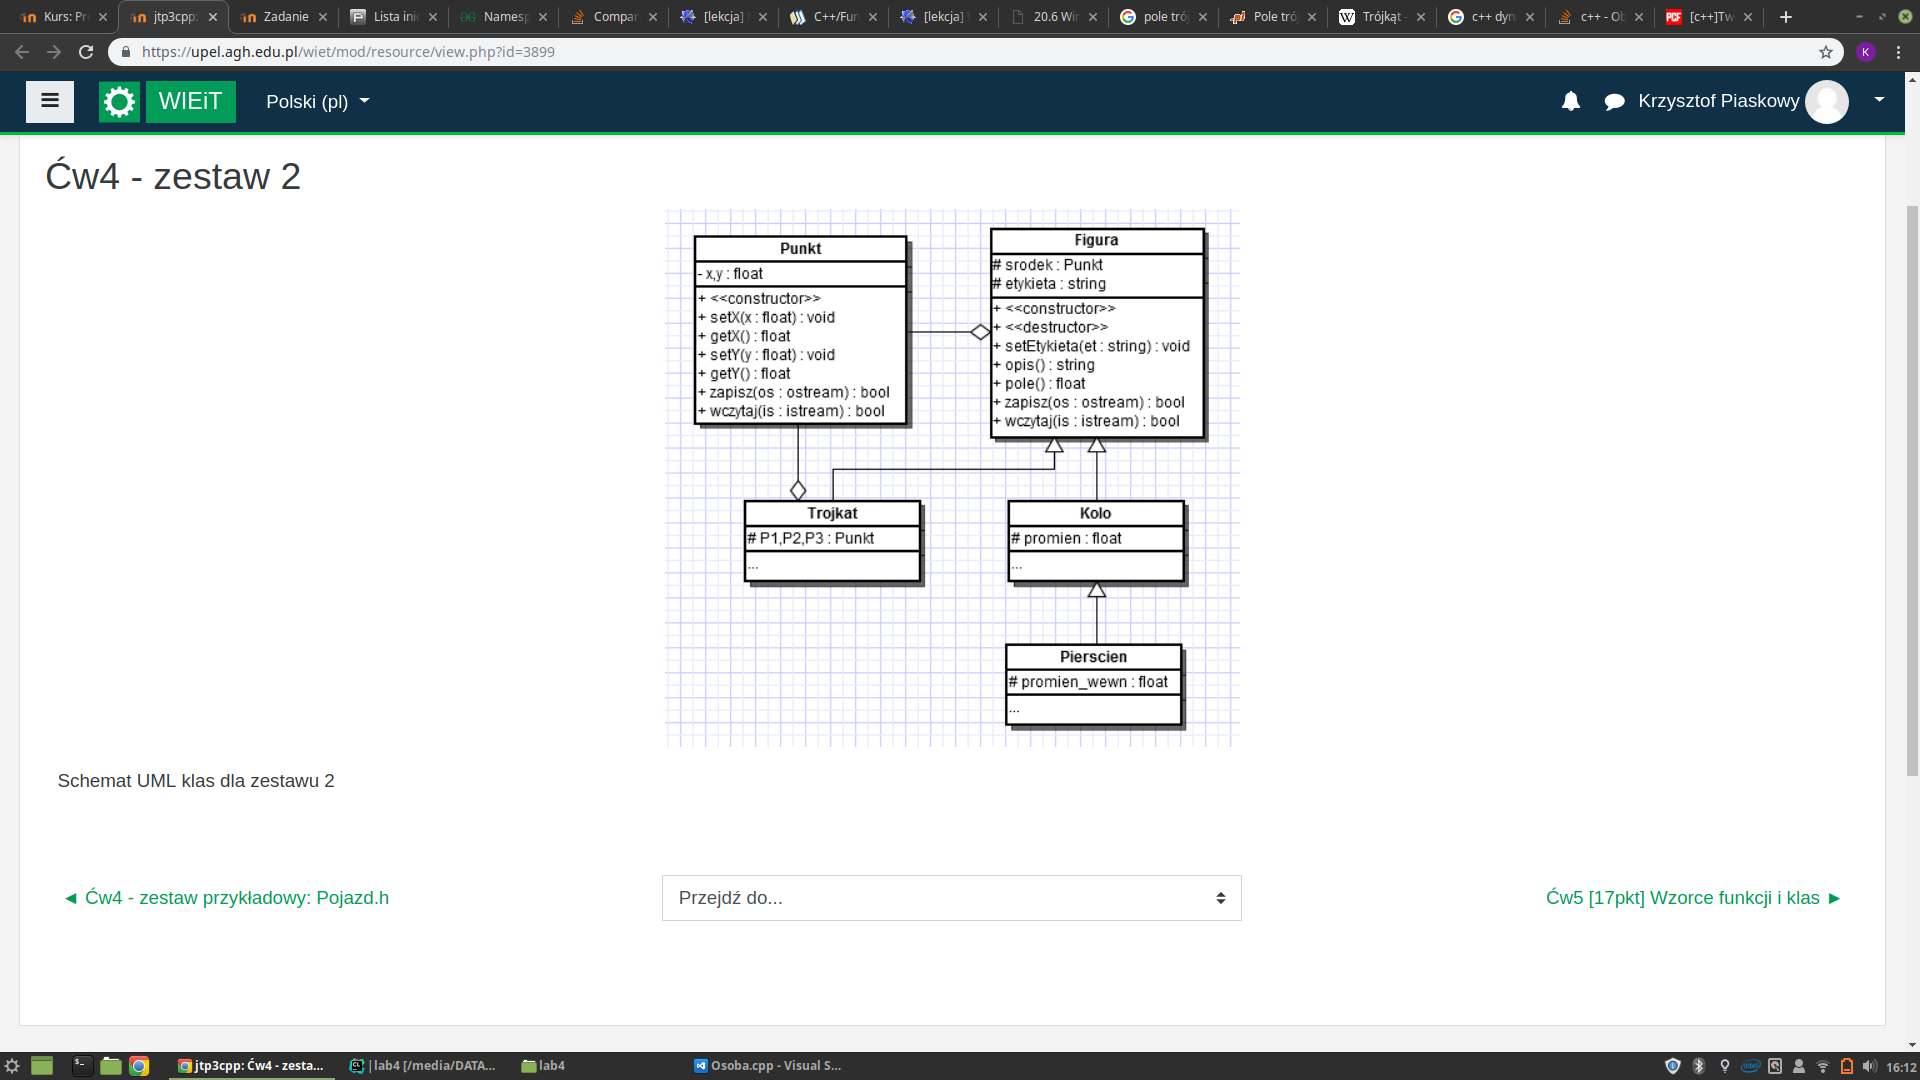 Kurs: Pr
jtp3cpp:
Zadanie
Lista ini
Namesp
Compar
[lekcja]
C++/Fun
[lekcja]
20.6 Wir
pole trój
Pole trój
Trójkąt -
c++ dyn
c++ - Ob
[c++]Tw
https://upel.agh.edu.pl/wiet/mod/resource/view.php?id=3899
K
WIEiT
Polski (pl)
Krzysztof Piaskowy
Ćw4 - zestaw 2
Punkt
- x,y : float
+ <<constructor>>
+ setX(x : float) : void
+ getX() : float
+ setY(y : float) : void
+ getY() : float
+ zapisz(os : ostream) : bool
+ wczytaj(is : istream) : bool
Figura
# srodek : Punkt
# etykieta : string
+ <<constructor>>
+ <<destructor>>
+ setEtykieta(et : string) : void
+ opis() : string
+ pole() : float
+ zapisz(os : ostream) : bool
+ wczytaj(is : istream) : bool
Trojkat
# P1,P2,P3 : Punkt
...
Kolo
# promien : float
...
Pierscien
# promien_wewn : float
...
Schemat UML klas dla zestawu 2
◄ Ćw4 - zestaw przykładowy: Pojazd.h
Przejdź do...
Ćw5 [17pkt] Wzorce funkcji i klas ►
jtp3cpp: Ćw4 - zesta...
lab4 [/media/DATA...
lab4
Osoba.cpp - Visual S...
16:12